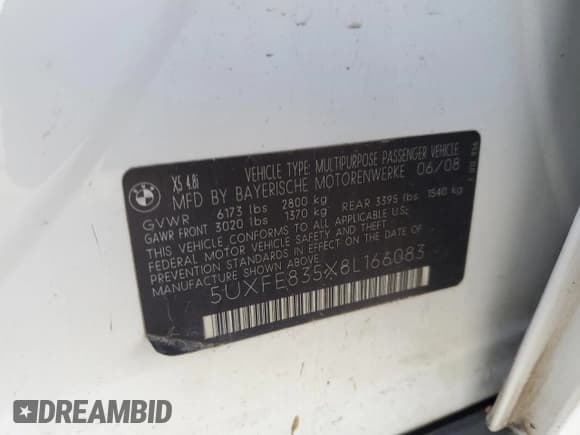 BMW
X5 4.8i
VEHICLE TYPE: MULTIPURPOSE PASSENGER VEHICLE
MFD BY BAYERISCHE MOTORENWERKE 06/08
GVWR 6173 lbs 2800 kg
GAWR FRONT 3020 lbs 1370 kg REAR 3395 lbs 1540 kg
THIS VEHICLE CONFORMS TO ALL APPLICABLE U.S.
FEDERAL MOTOR VEHICLE SAFETY, BUMPER, AND THEFT
PREVENTION STANDARDS IN EFFECT ON THE DATE OF
MANUFACTURE SHOWN ABOVE.
5UXFE835X8L166083
DREAMBID